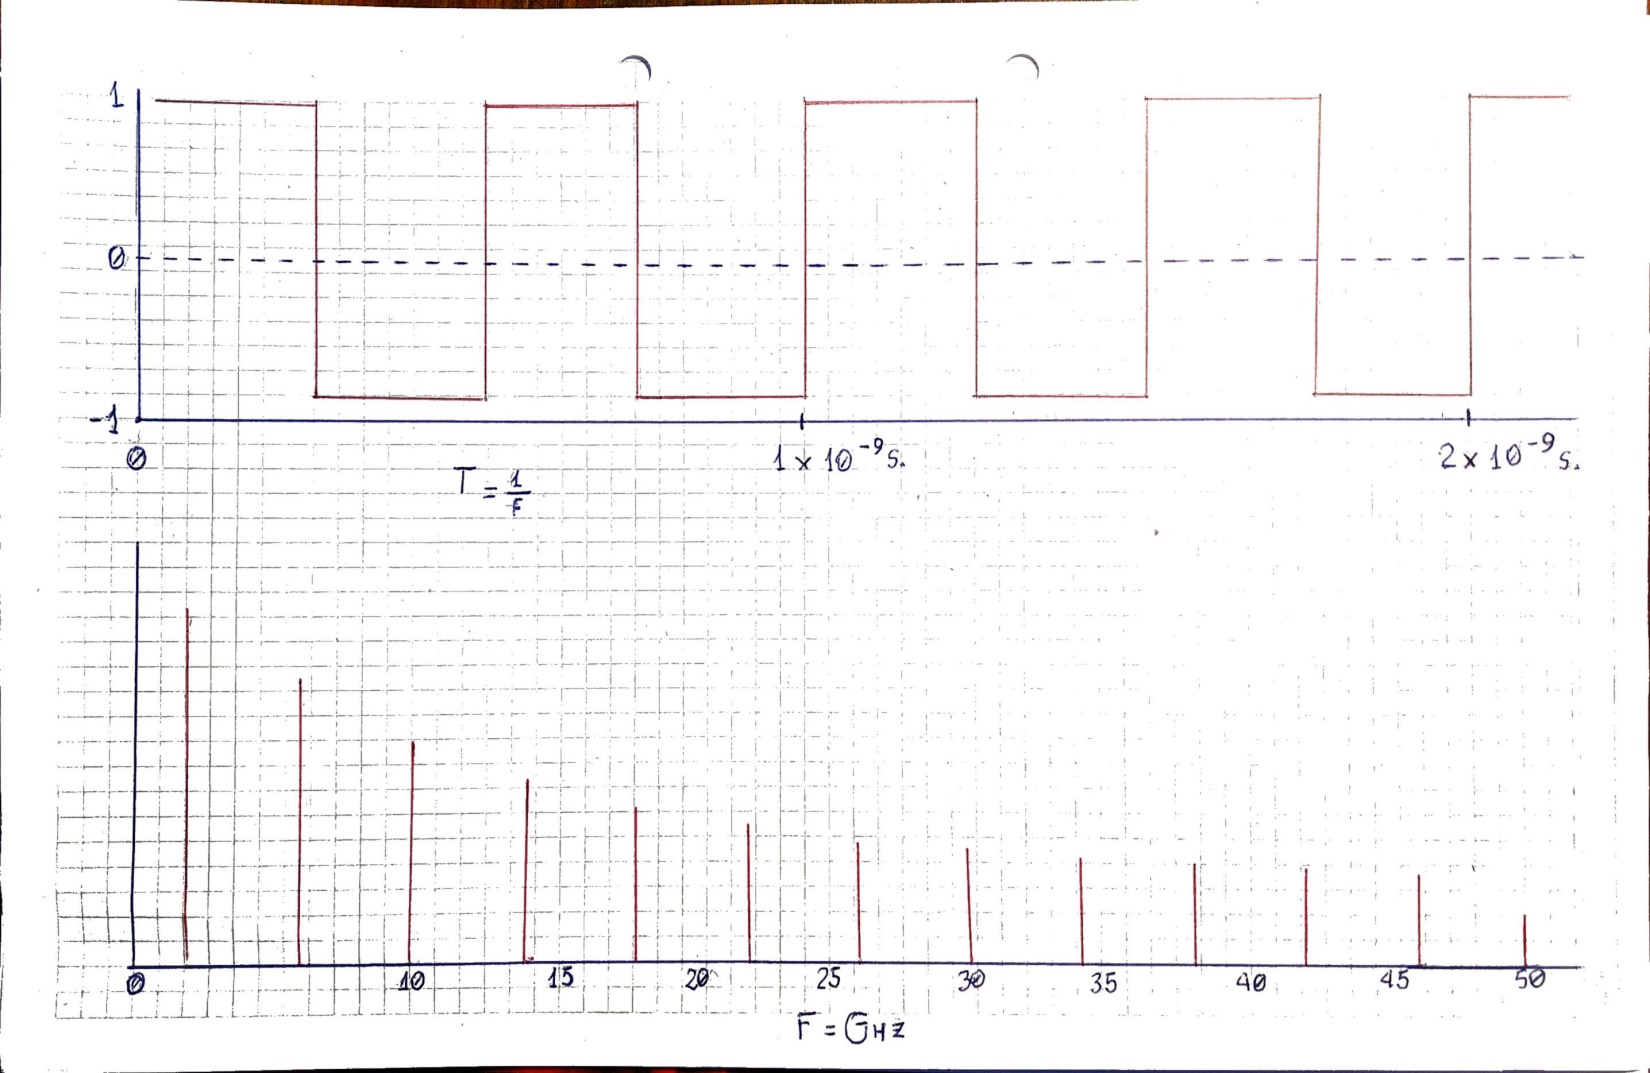 1
0
-1
0 1 x 10⁻⁹ s. 2 x 10⁻⁹ s.
T = 1/F
0 10 15 20 25 30 35 40 45 50
F = GHZ